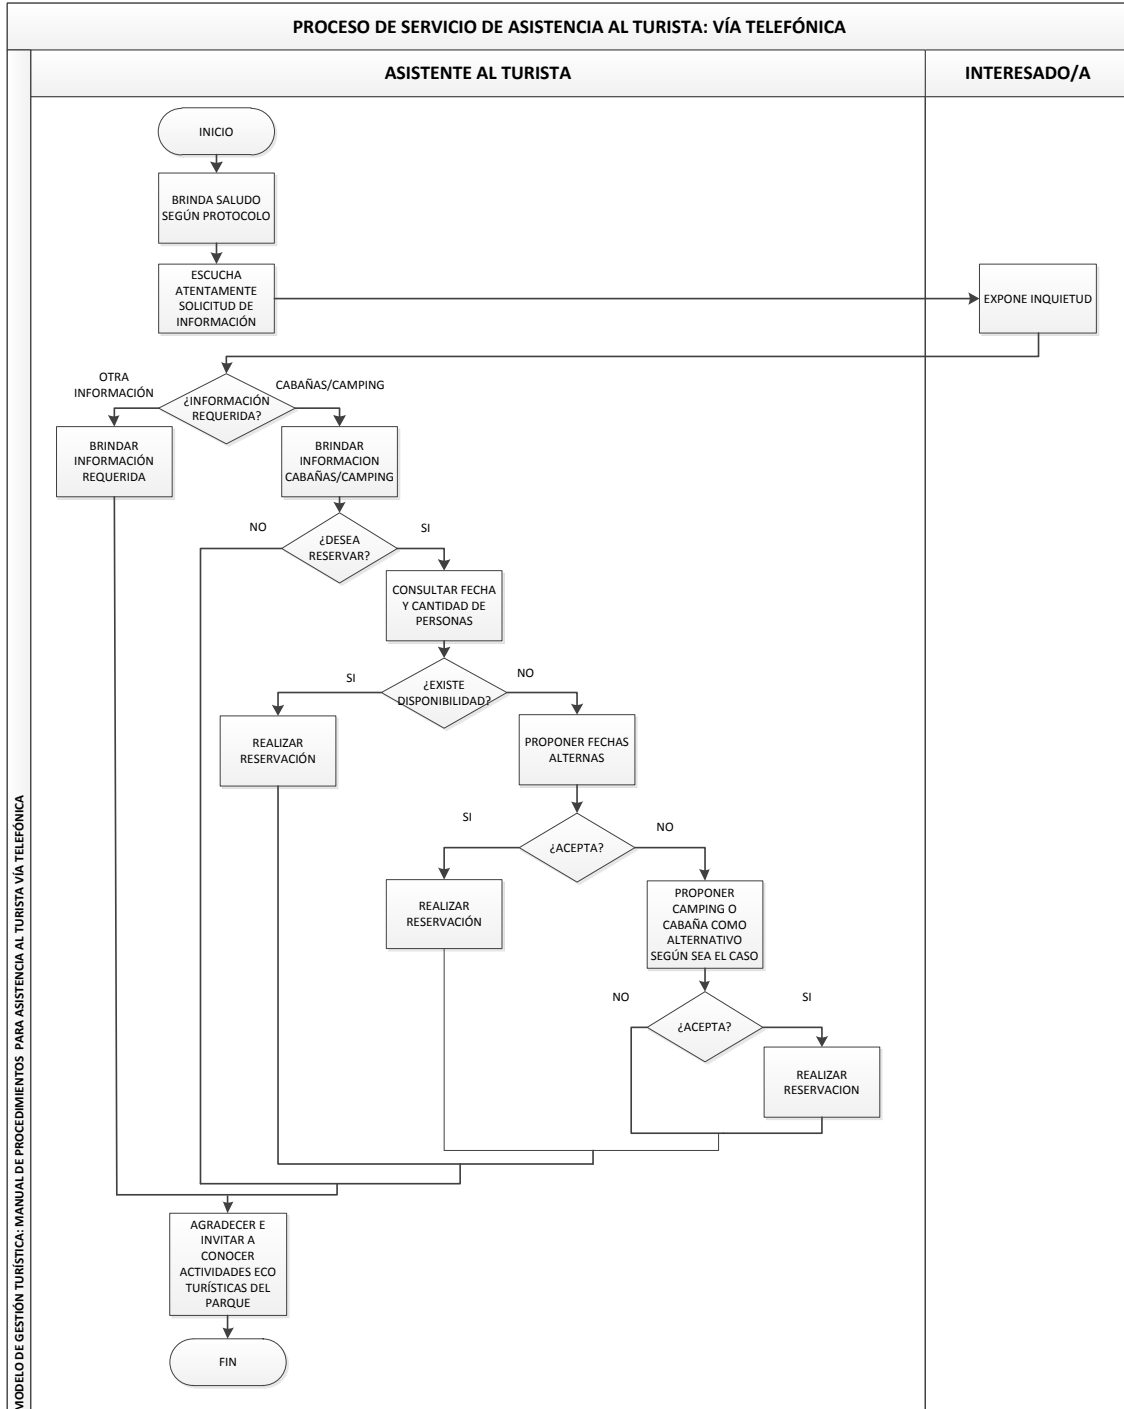 PROCESO DE SERVICIO DE ASISTENCIA AL TURISTA: VÍA TELEFÓNICA
ASISTENTE AL TURISTA
INTERESADO/A
INICIO
BRINDA SALUDO
SEGÚN PROTOCOLO
ESCUCHA
ATENTAMENTE
SOLICITUD DE
INFORMACIÓN
EXPONE INQUIETUD
OTRA
INFORMACIÓN
¿INFORMACIÓN
REQUERIDA?
CABAÑAS/CAMPING
BRINDAR
INFORMACIÓN
REQUERIDA
BRINDAR
INFORMACION
CABAÑAS/CAMPING
NO
¿DESEA
RESERVAR?
SI
CONSULTAR FECHA
Y CANTIDAD DE
PERSONAS
SI
¿EXISTE
DISPONIBILIDAD?
NO
REALIZAR
RESERVACIÓN
PROPONER FECHAS
ALTERNAS
SI
¿ACEPTA?
NO
REALIZAR
RESERVACIÓN
PROPONER
CAMPING O
CABAÑA COMO
ALTERNATIVO
SEGÚN SEA EL CASO
NO
¿ACEPTA?
SI
REALIZAR
RESERVACION
AGRADECER E
INVITAR A
CONOCER
ACTIVIDADES ECO
TURÍSTICAS DEL
PARQUE
FIN
MODELO DE GESTIÓN TURÍSTICA: MANUAL DE PROCEDIMIENTOS PARA ASISTENCIA AL TURISTA VÍA TELEFÓNICA